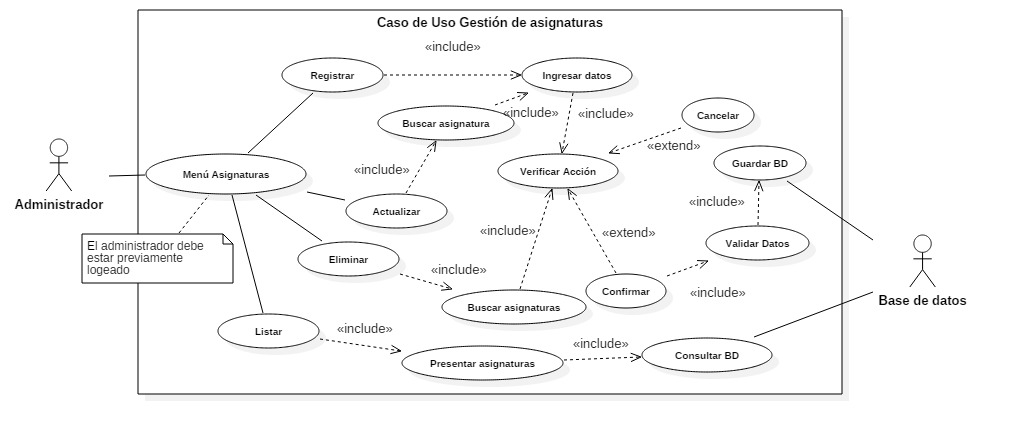 Caso de Uso Gestión de asignaturas
«include»
Registrar
Ingresar datos
«include»
«include»
Buscar asignatura
Cancelar
«extend»
Guardar BD
«include»
Verificar Acción
Menú Asignaturas
Administrador
Actualizar
«include»
«include»
«extend»
Validar Datos
El administrador debe
estar previamente
logeado
Eliminar
«include»
Buscar asignaturas
Confirmar
«include»
Base de datos
Listar
«include»
«include»
Presentar asignaturas
Consultar BD